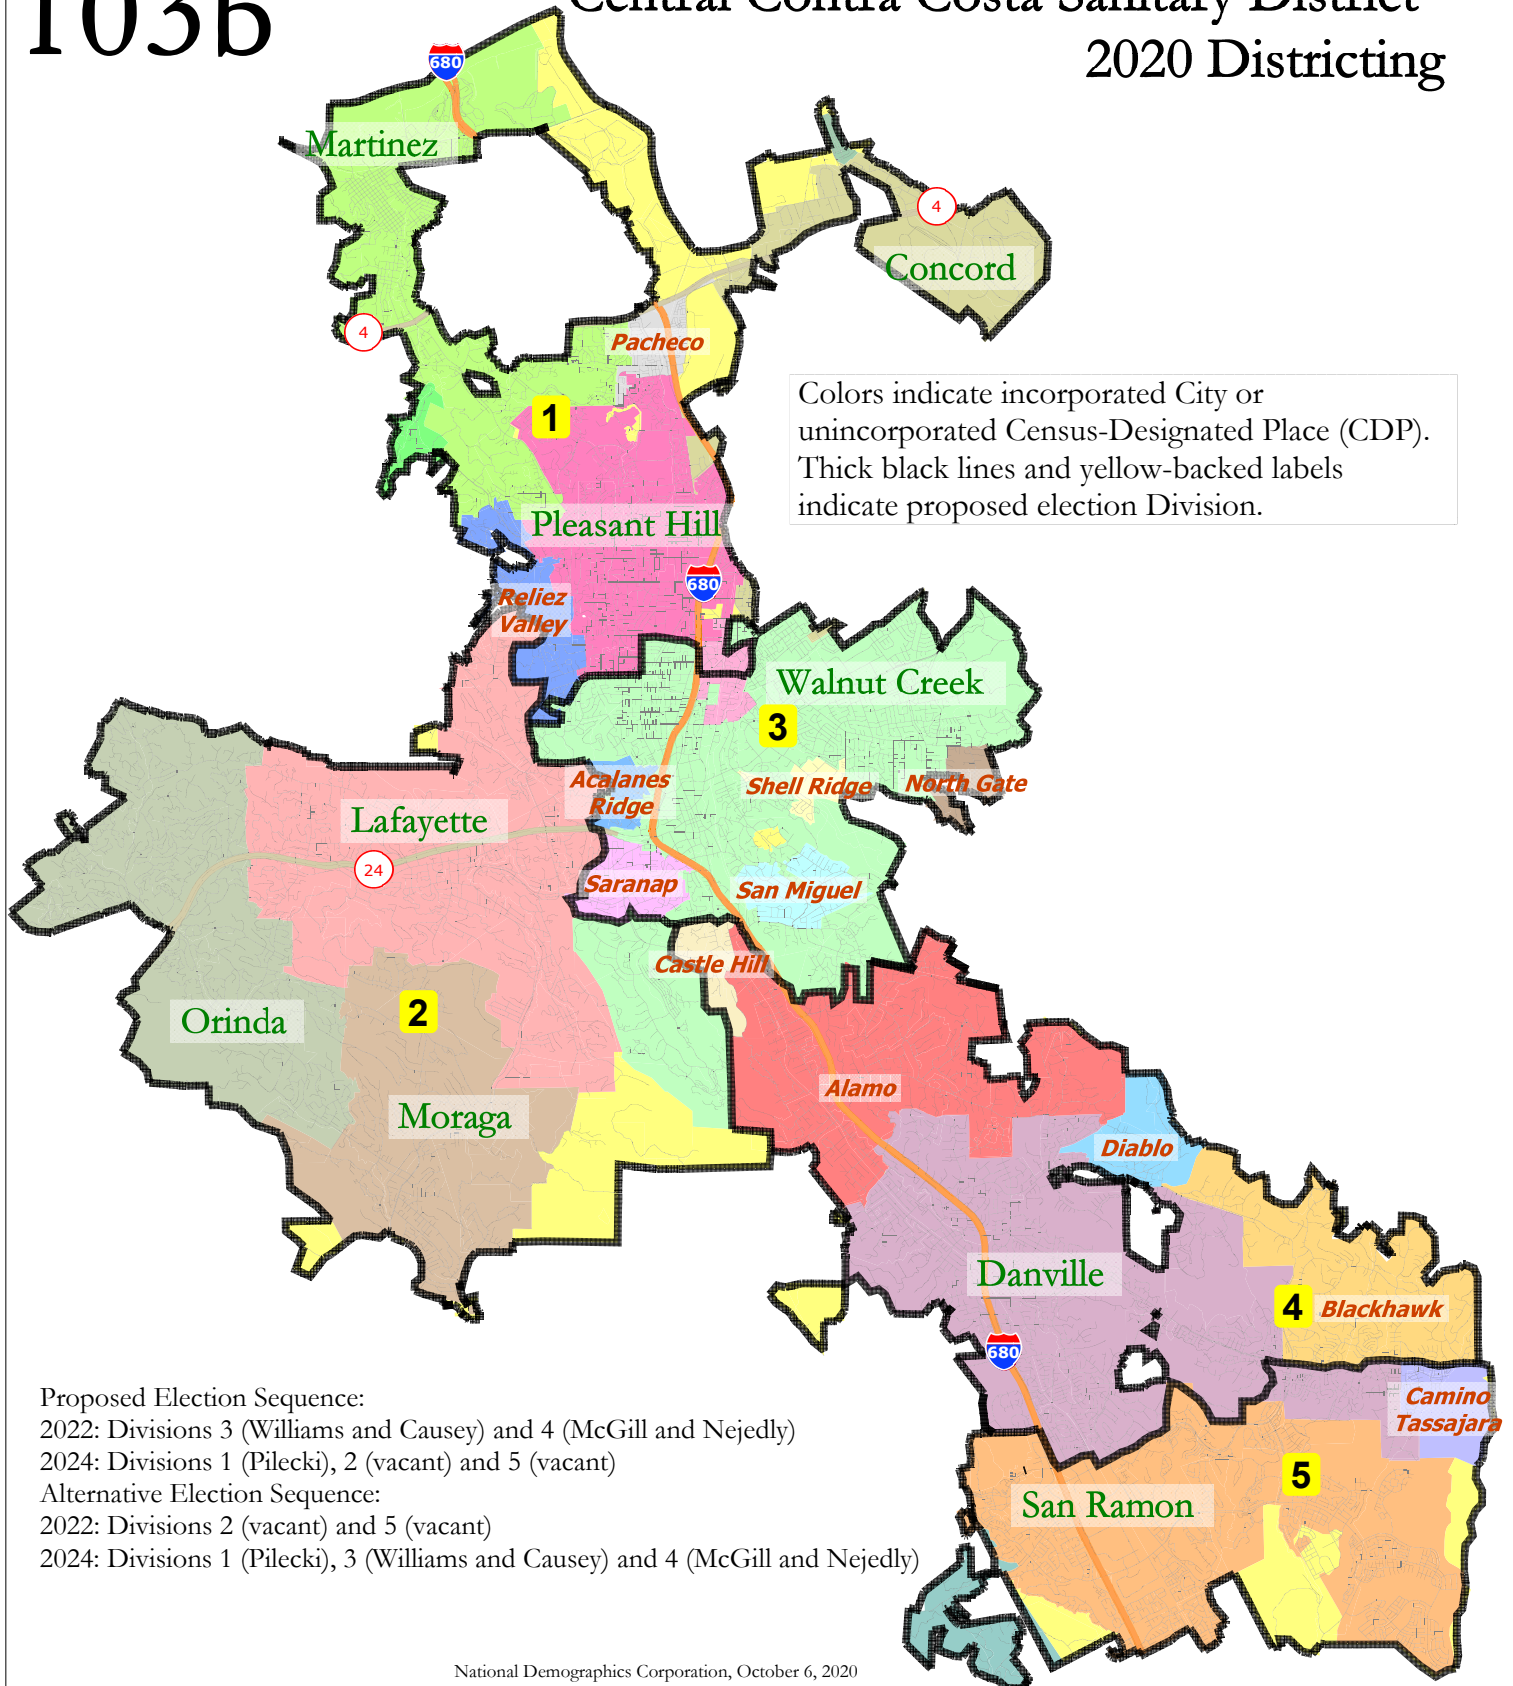 103b
Central Contra Costa Sanitary District
2020 Districting
680
Martinez
4
Concord
4
Pacheco
Colors indicate incorporated City or
unincorporated Census-Designated Place (CDP).
Thick black lines and yellow-backed labels
indicate proposed election Division.
1
Pleasant Hill
680
Reliez
Valley
Walnut Creek
3
Acalanes
Ridge
Shell Ridge
North Gate
Lafayette
24
Saranap
San Miguel
Castle Hill
Orinda
2
Alamo
Moraga
Diablo
Danville
4
Blackhawk
680
Camino
Tassajara
5
San Ramon
Proposed Election Sequence:
2022: Divisions 3 (Williams and Causey) and 4 (McGill and Nejedly)
2024: Divisions 1 (Pilecki), 2 (vacant) and 5 (vacant)
Alternative Election Sequence:
2022: Divisions 2 (vacant) and 5 (vacant)
2024: Divisions 1 (Pilecki), 3 (Williams and Causey) and 4 (McGill and Nejedly)
National Demographics Corporation, October 6, 2020